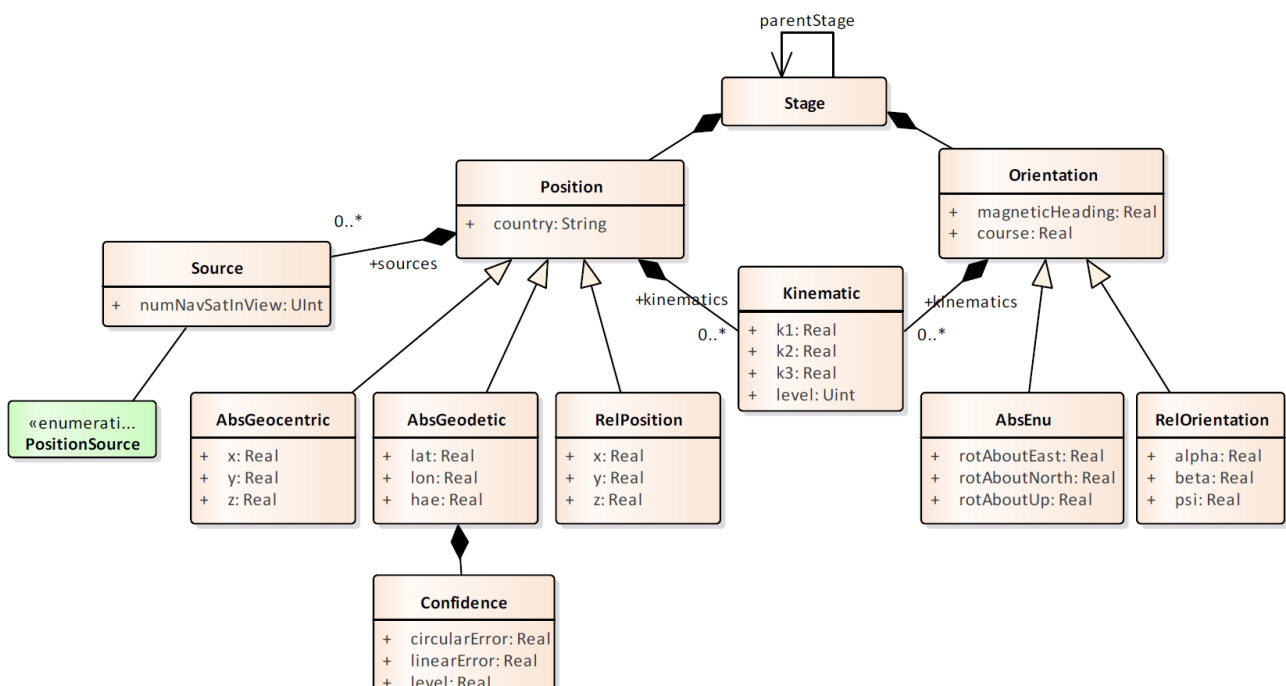 parentStage
Stage
Position
+ country: String
Orientation
+ magneticHeading: Real
+ course: Real
0..*
+sources
Source
+ numNavSatInView: UInt
+kinematics
0..*
Kinematic
+ k1: Real
+ k2: Real
+ k3: Real
+ level: Uint
+kinematics
0..*
«enumerati...
PositionSource
AbsGeocentric
+ x: Real
+ y: Real
+ z: Real
AbsGeodetic
+ lat: Real
+ lon: Real
+ hae: Real
RelPosition
+ x: Real
+ y: Real
+ z: Real
AbsEnu
+ rotAboutEast: Real
+ rotAboutNorth: Real
+ rotAboutUp: Real
RelOrientation
+ alpha: Real
+ beta: Real
+ psi: Real
Confidence
+ circularError: Real
+ linearError: Real
+ level: Real